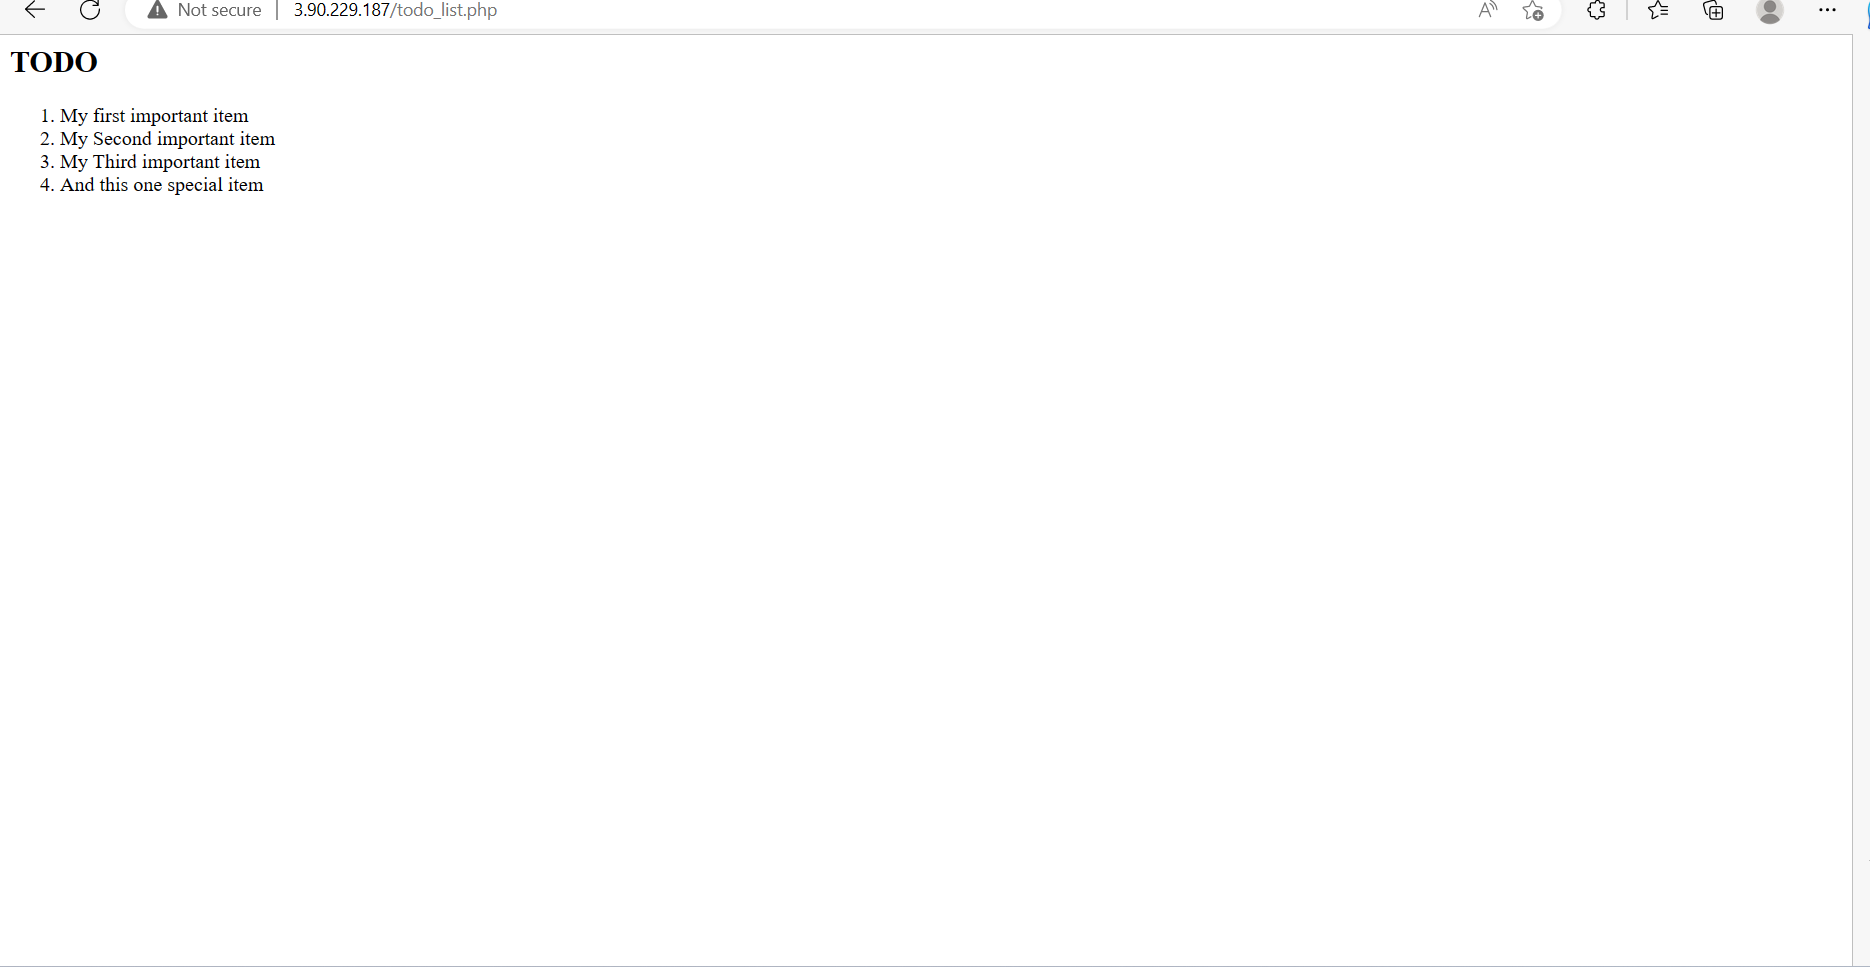 Not secure | 3.90.229.187/todo_list.php
TODO
1. My first important item
2. My Second important item
3. My Third important item
4. And this one special item